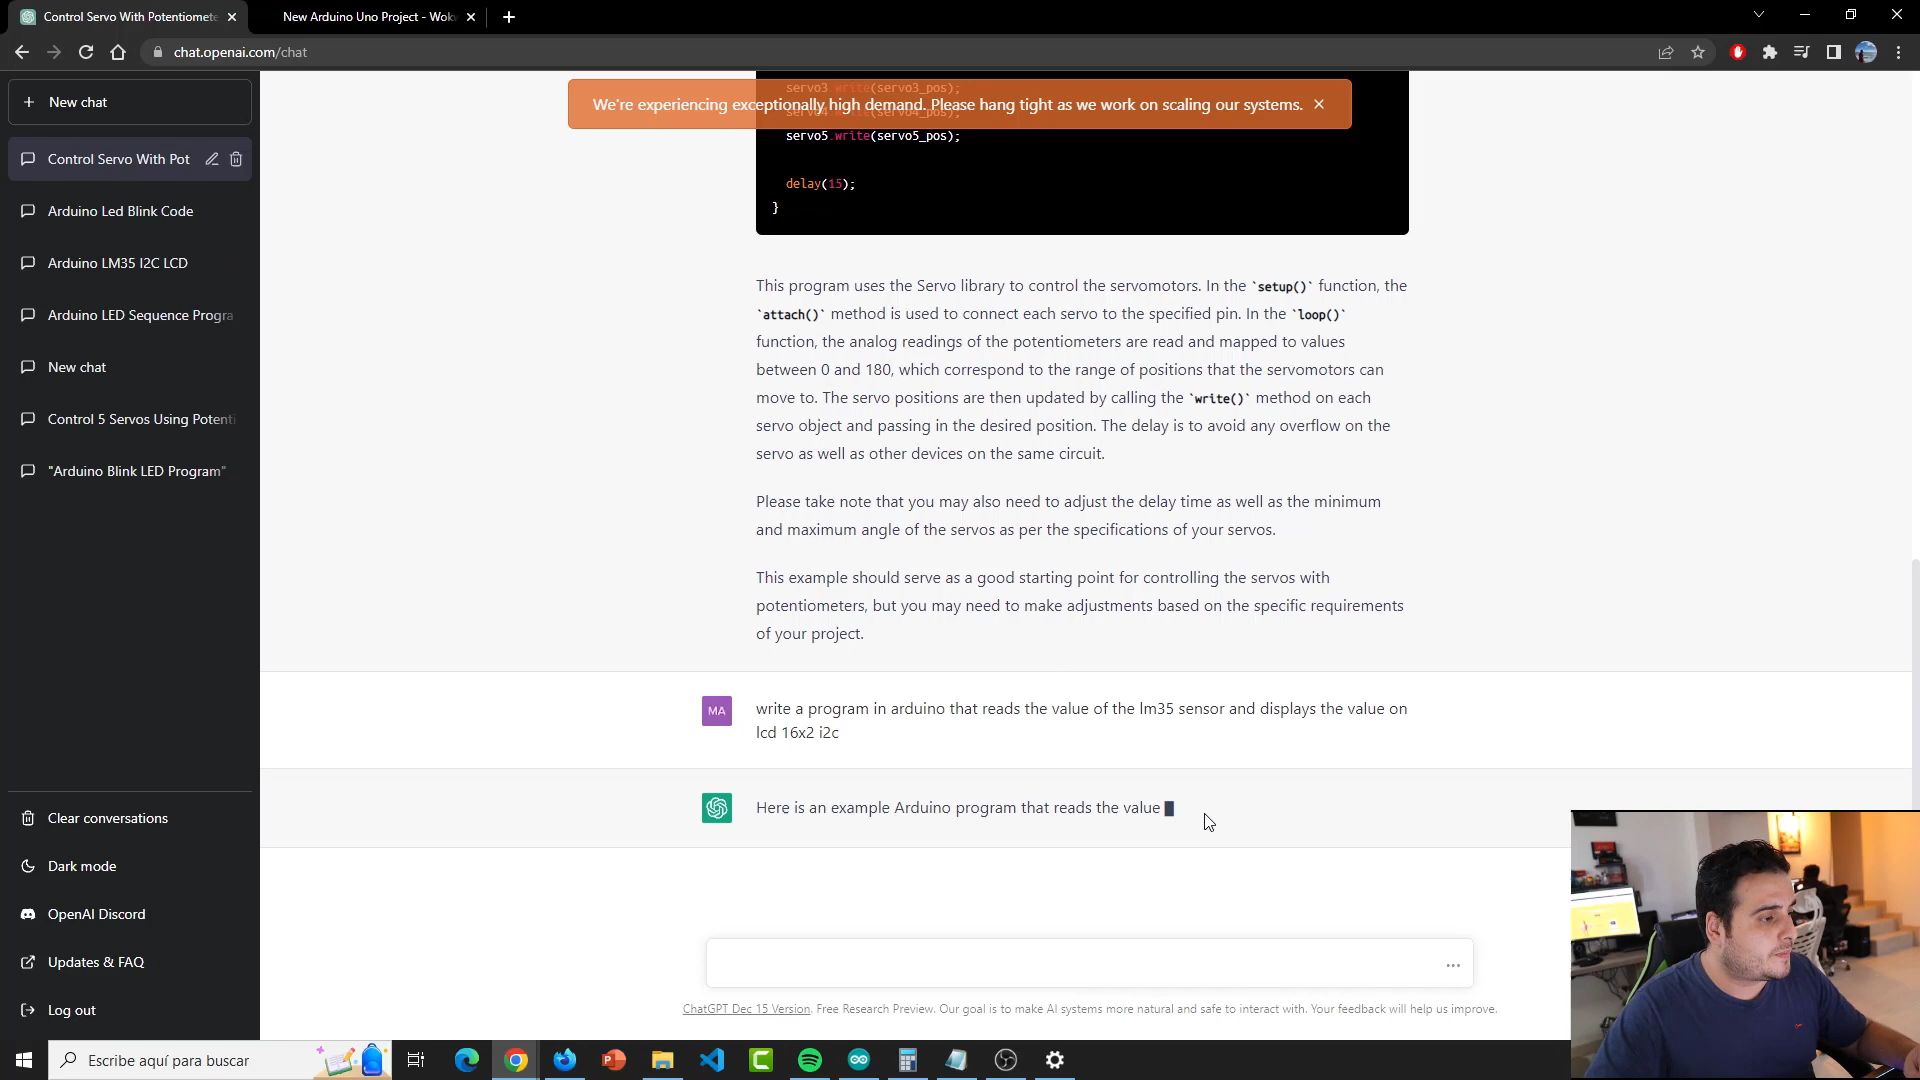 Control Servo With Potentiomete
New Arduino Uno Project - Wokw
chat.openai.com/chat
New chat
Control Servo With Pot
Arduino Led Blink Code
Arduino LM35 I2C LCD
Arduino LED Sequence Progra
New chat
Control 5 Servos Using Potenti
"Arduino Blink LED Program"
Clear conversations
Dark mode
OpenAI Discord
Updates & FAQ
Log out
servo3.write(servo3_pos);
We're experiencing exceptionally high demand. Please hang tight as we work on scaling our systems.
servo4.write(servo4_pos);
servo5.write(servo5_pos);
delay(15);
}
This program uses the Servo library to control the servomotors. In the `setup()` function, the
`attach()` method is used to connect each servo to the specified pin. In the `loop()`
function, the analog readings of the potentiometers are read and mapped to values
between 0 and 180, which correspond to the range of positions that the servomotors can
move to. The servo positions are then updated by calling the `write()` method on each
servo object and passing in the desired position. The delay is to avoid any overflow on the
servo as well as other devices on the same circuit.
Please take note that you may also need to adjust the delay time as well as the minimum
and maximum angle of the servos as per the specifications of your servos.
This example should serve as a good starting point for controlling the servos with
potentiometers, but you may need to make adjustments based on the specific requirements
of your project.
MA
write a program in arduino that reads the value of the lm35 sensor and displays the value on
lcd 16x2 i2c
Here is an example Arduino program that reads the value
ChatGPT Dec 15 Version. Free Research Preview. Our goal is to make AI systems more natural and safe to interact with. Your feedback will help us improve.
Escribe aquí para buscar